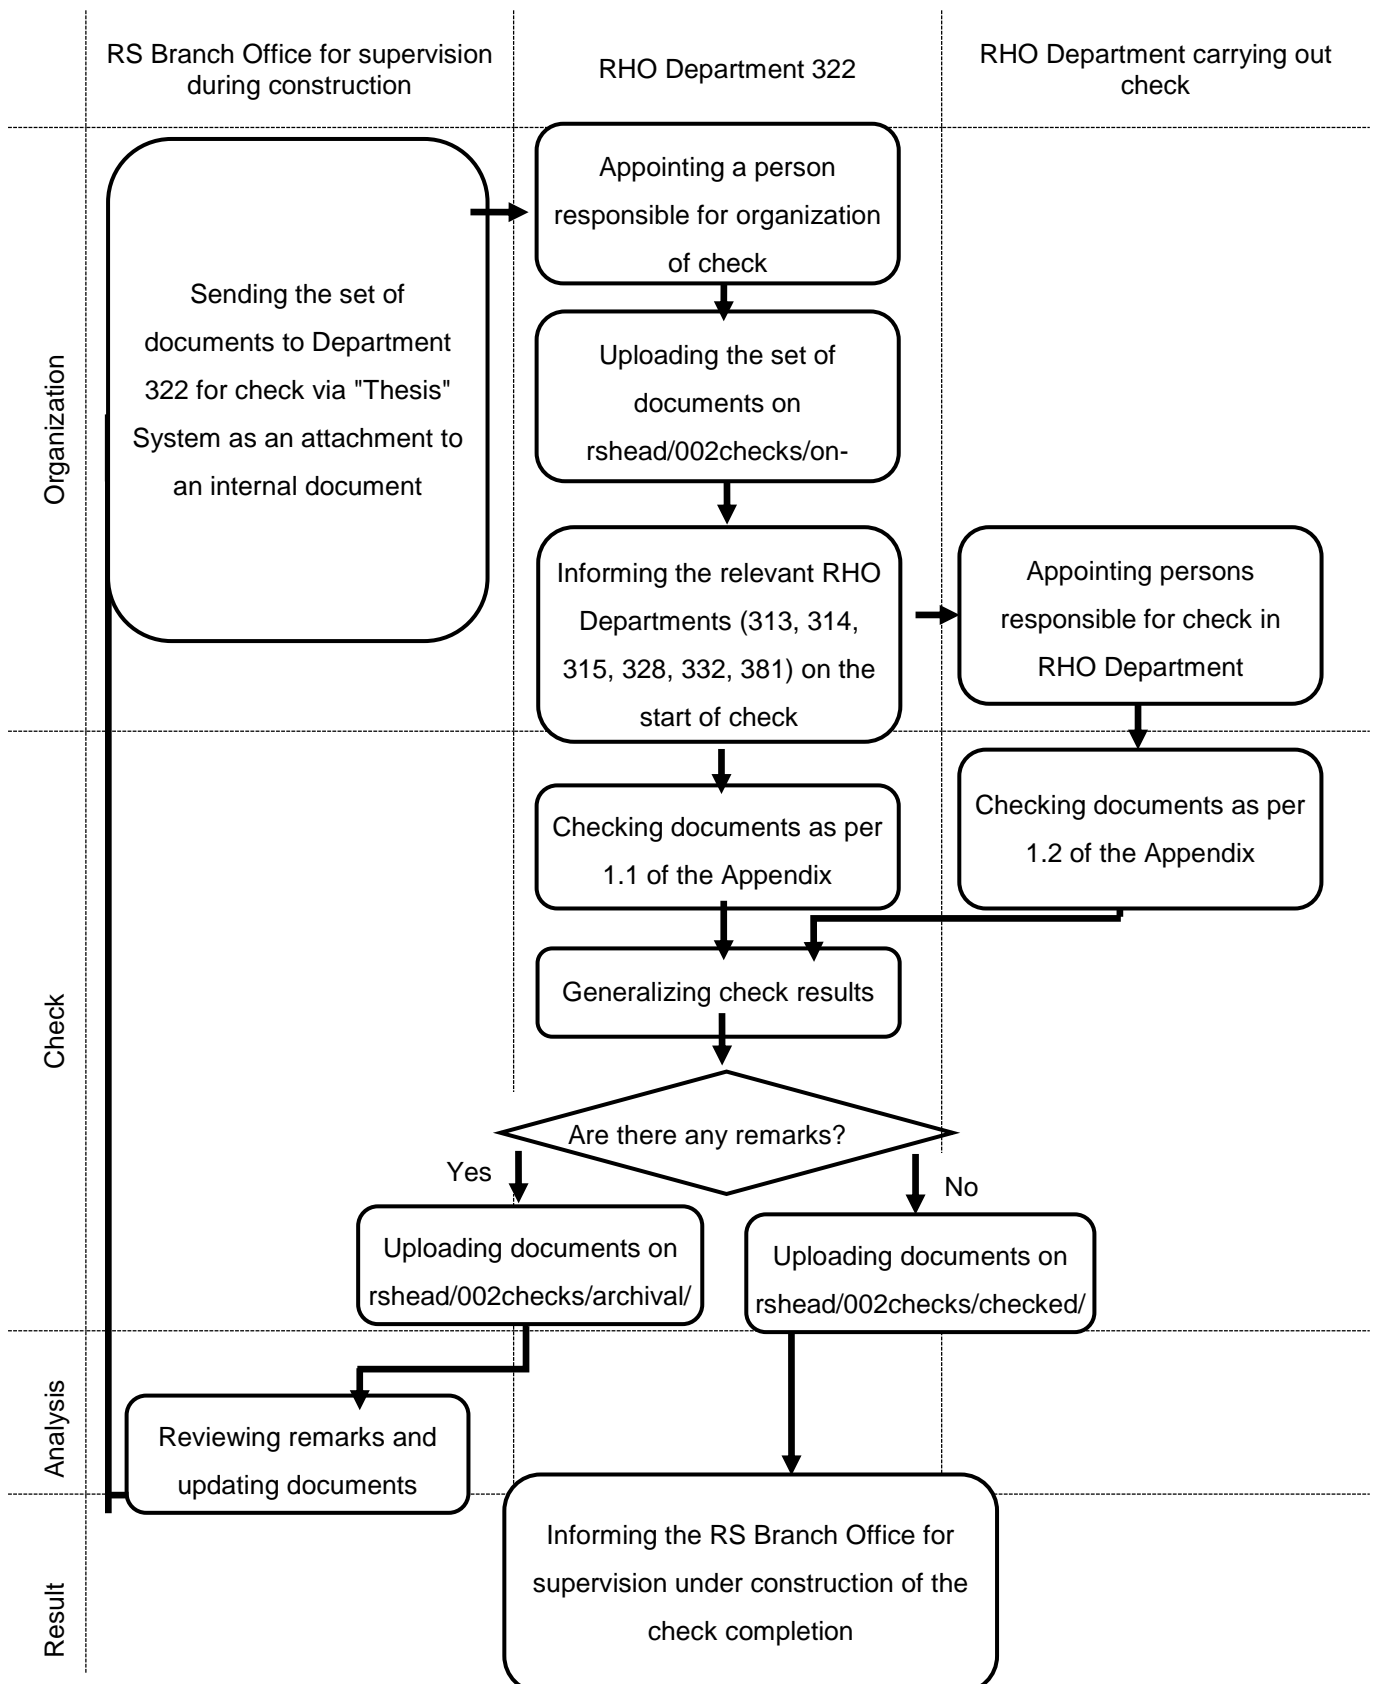 RS Branch Office for supervision
during construction
RHO Department 322
RHO Department carrying out
check
Organization
Sending the set of
documents to Department
322 for check via "Thesis"
System as an attachment to
an internal document
Appointing a person
responsible for organization
of check
Uploading the set of
documents on
rshead/002checks/on-
Informing the relevant RHO
Departments (313, 314,
315, 328, 332, 381) on the
start of check
Appointing persons
responsible for check in
RHO Department
Check
Checking documents as per
1.1 of the Appendix
Checking documents as per
1.2 of the Appendix
Generalizing check results
Are there any remarks?
Yes
No
Uploading documents on
rshead/002checks/archival/
Uploading documents on
rshead/002checks/checked/
Analysis
Reviewing remarks and
updating documents
Result
Informing the RS Branch Office for
supervision under construction of the
check completion